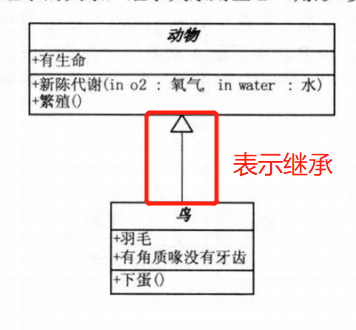 动物
+有生命
+新陈代谢(in o2 : 氧气, in water : 水)
+繁殖()
表示继承
鸟
+羽毛
+有角质喙没有牙齿
+下蛋()